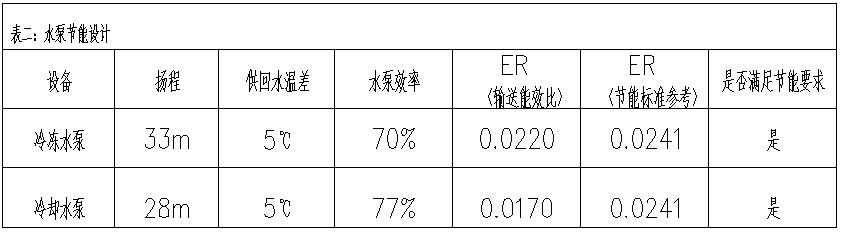 表二：水泵节能设计
设备 扬程 供回水温差 水泵效率 ER (输送能效比) ER (节能标准参考) 是否满足节能要求
冷冻水泵 33m 5℃ 70% 0.0220 0.0241 是
冷却水泵 28m 5℃ 77% 0.0170 0.0241 是